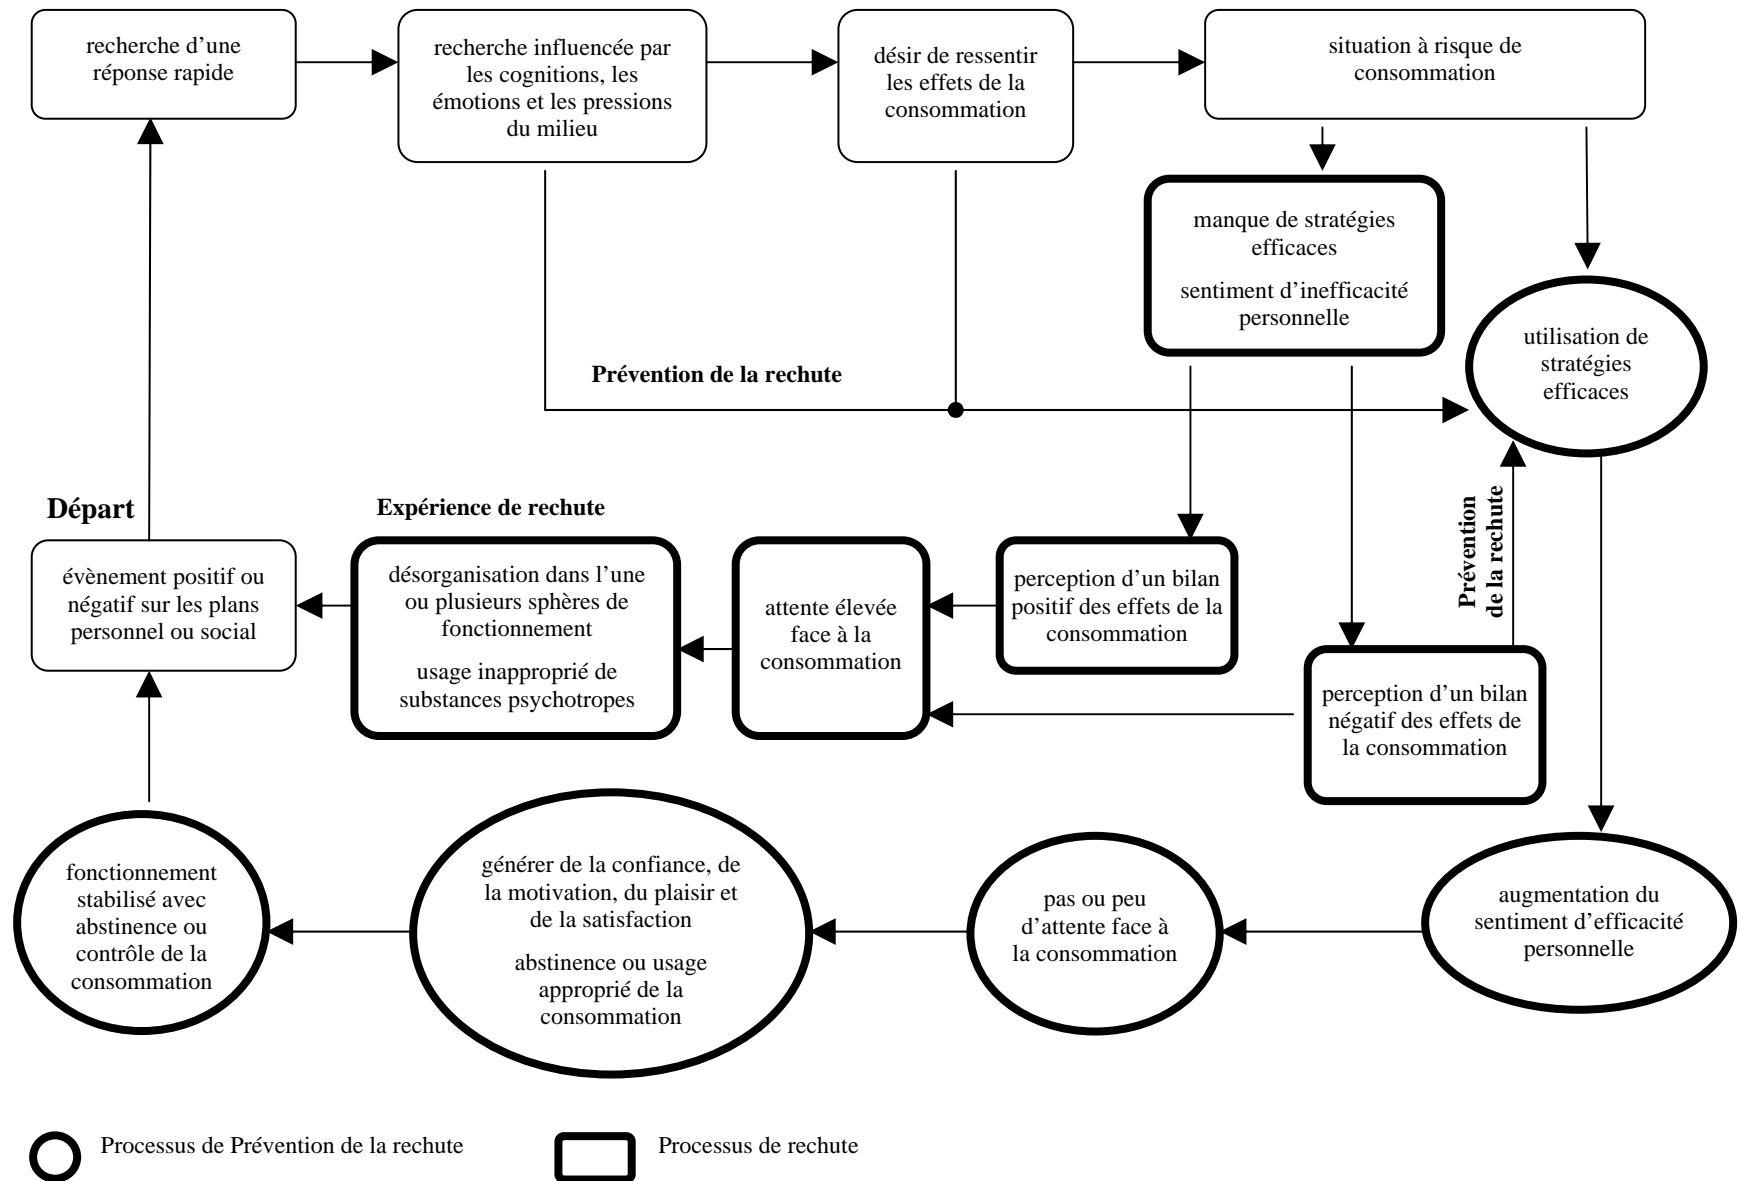 recherche d’une
réponse rapide
recherche influencée par
les cognitions, les
émotions et les pressions
du milieu
désir de ressentir
les effets de la
consommation
situation à risque de
consommation
manque de stratégies
efficaces
sentiment d’inefficacité
personnelle
utilisation de
stratégies
efficaces
Prévention de la rechute
Prévention
de la rechute
Départ
Expérience de rechute
évènement positif ou
négatif sur les plans
personnel ou social
désorganisation dans l’une
ou plusieurs sphères de
fonctionnement
usage inapproprié de
substances psychotropes
attente élevée
face à la
consommation
perception d’un bilan
positif des effets de la
consommation
perception d’un bilan
négatif des effets de
la consommation
fonctionnement
stabilisé avec
abstinence ou
contrôle de la
consommation
générer de la confiance, de
la motivation, du plaisir et
de la satisfaction
abstinence ou usage
approprié de la
consommation
pas ou peu
d’attente face à
la consommation
augmentation du
sentiment d’efficacité
personnelle
Processus de Prévention de la rechute
Processus de rechute